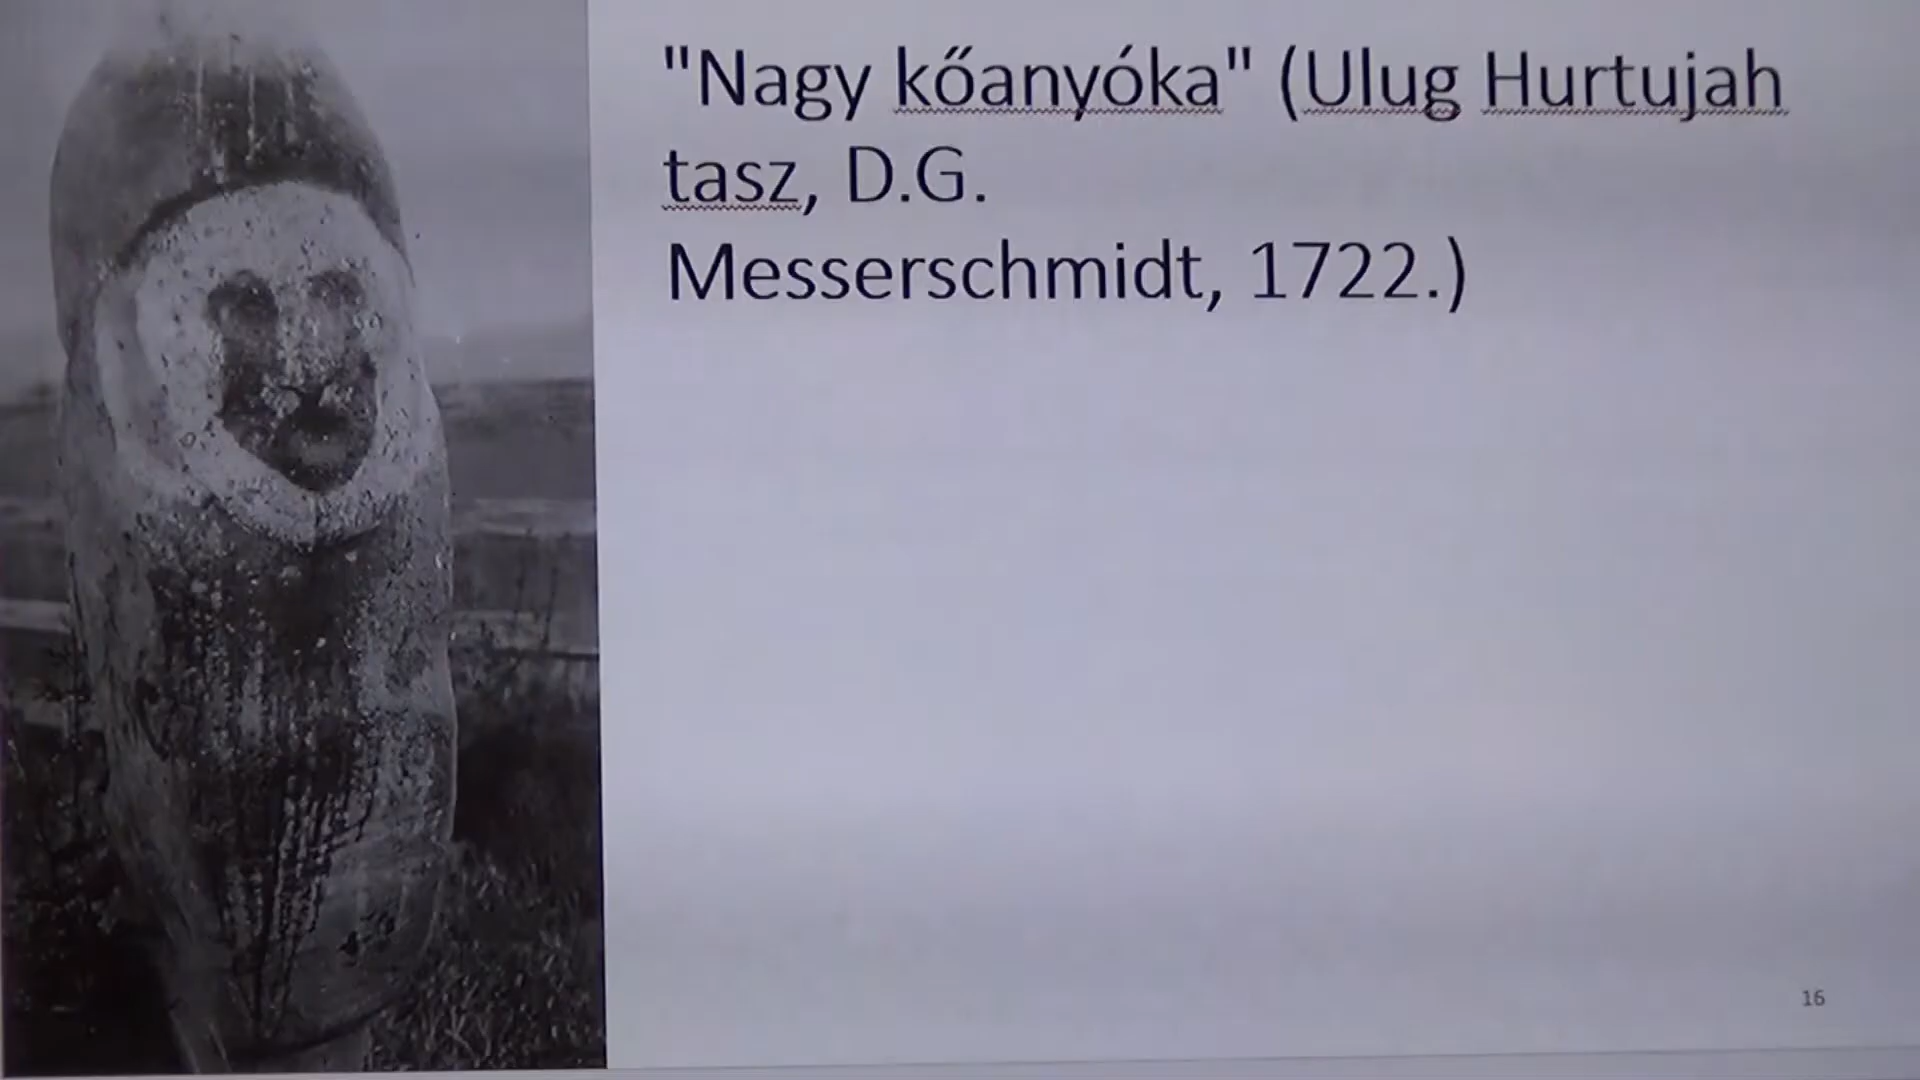 "Nagy kőanyóka" (Ulug Hurtujah
tasz, D.G.
Messerschmidt, 1722.)
16